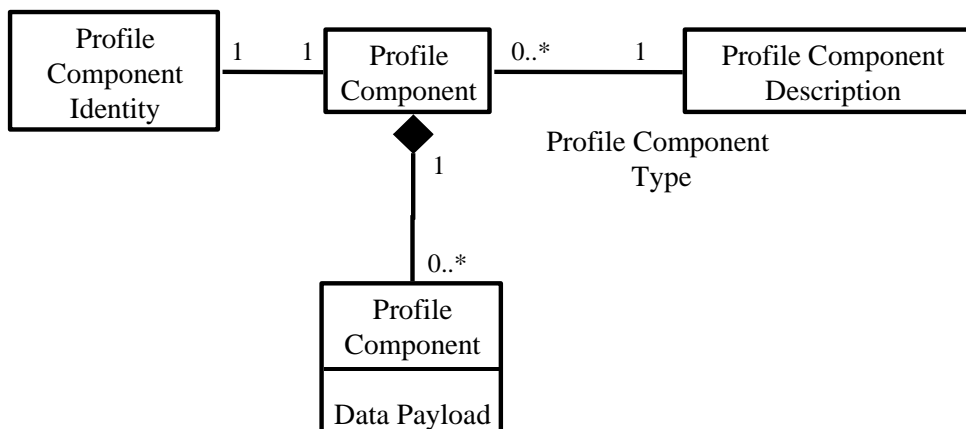 Profile
Component
Identity
1
1
Profile
Component
0..*
1
Profile Component
Description
Profile Component
Type
1
0..*
Profile
Component
Data Payload